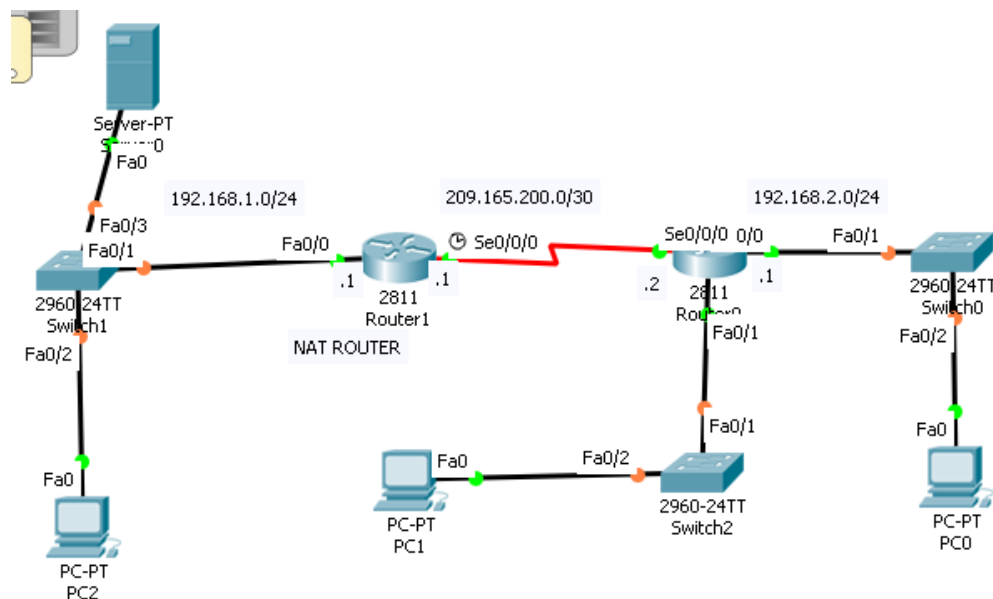 Server-PT
Fa0
192.168.1.0/24
209.165.200.0/30
192.168.2.0/24
Fa0/3
Fa0/1
Fa0/0
Se0/0/0
Se0/0/0
0/0
Fa0/1
.1
.1
.2
.1
2960-24TT
Switch1
2811
Router1
2811
2960-24TT
Switch0
Fa0/2
NAT ROUTER
Fa0/1
Fa0/2
Fa0/1
Fa0
Fa0
Fa0/2
Fa0
PC-PT
PC1
2960-24TT
Switch2
PC-PT
PC0
PC-PT
PC2